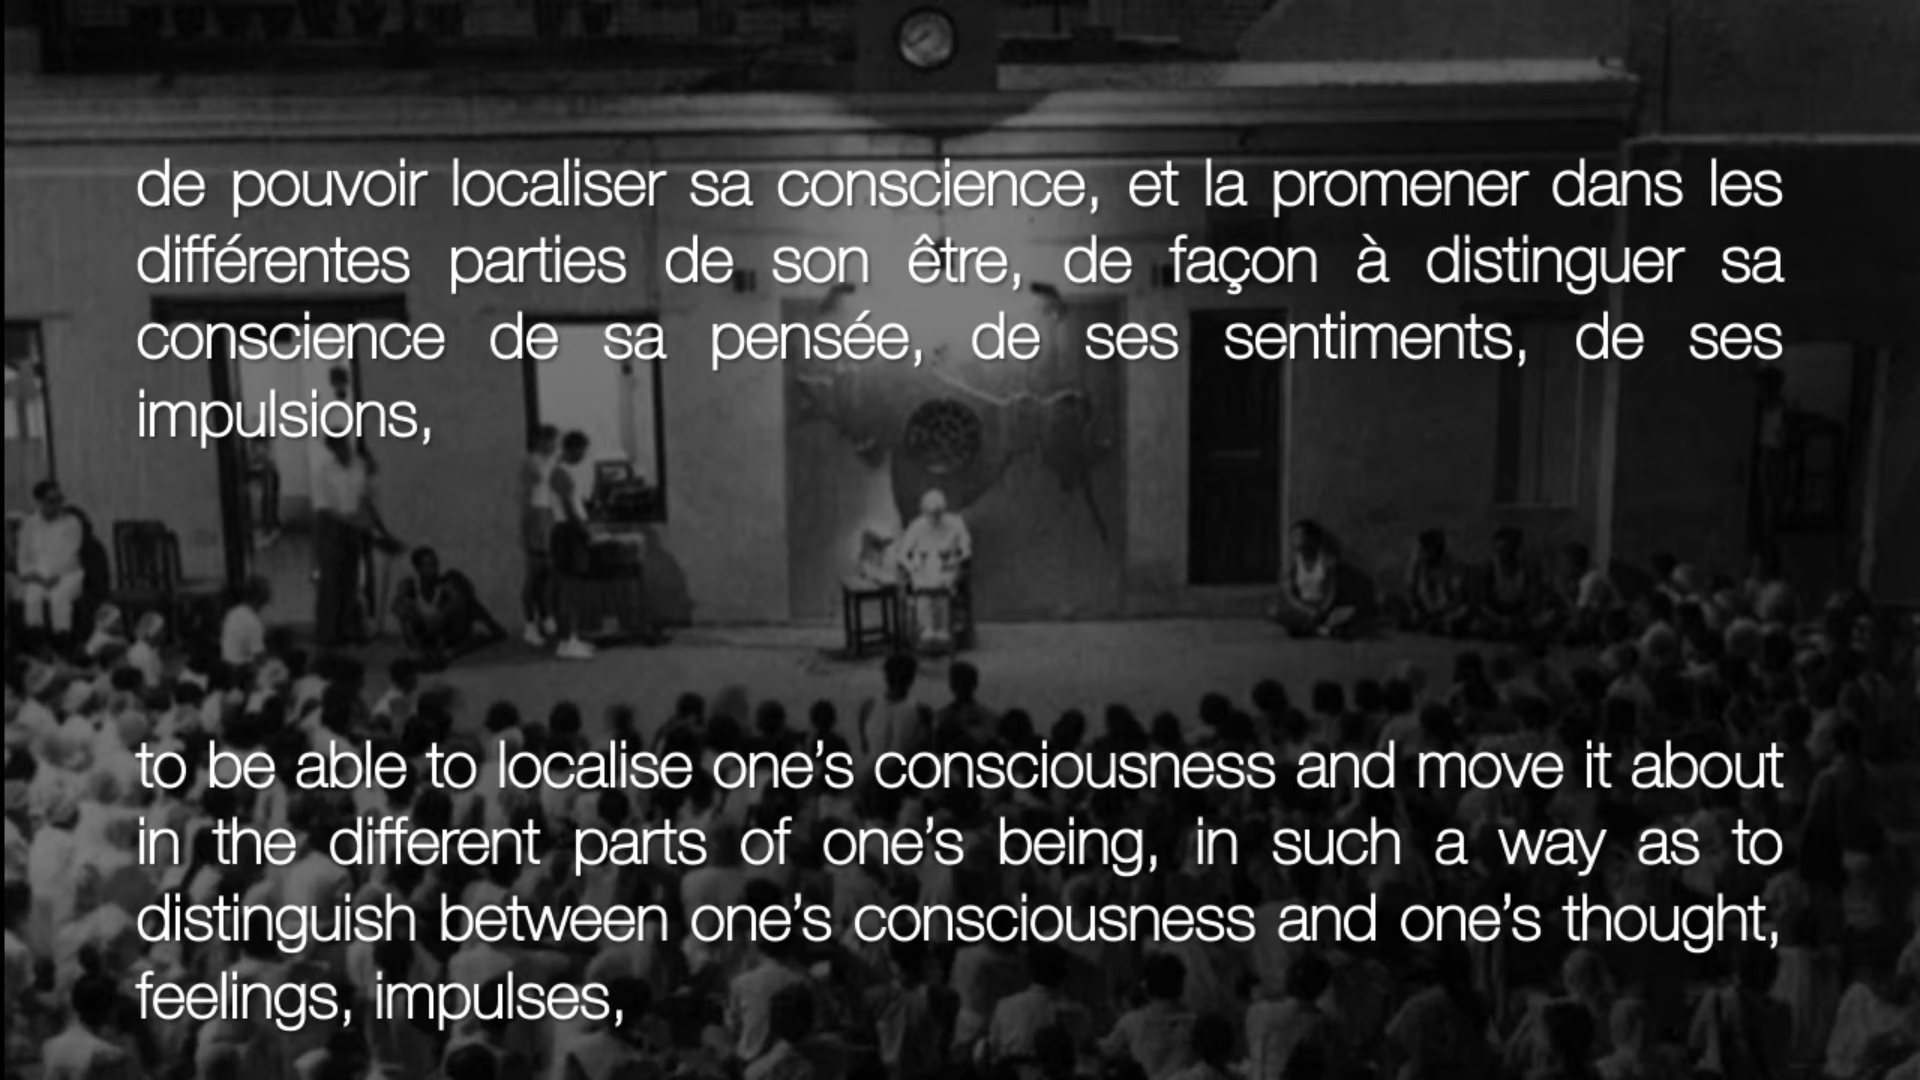 de pouvoir localiser sa conscience, et la promener dans les
différentes parties de son être, de façon à distinguer sa
conscience de sa pensée, de ses sentiments, de ses
impulsions,
to be able to localise one’s consciousness and move it about
in the different parts of one’s being, in such a way as to
distinguish between one’s consciousness and one’s thought,
feelings, impulses,